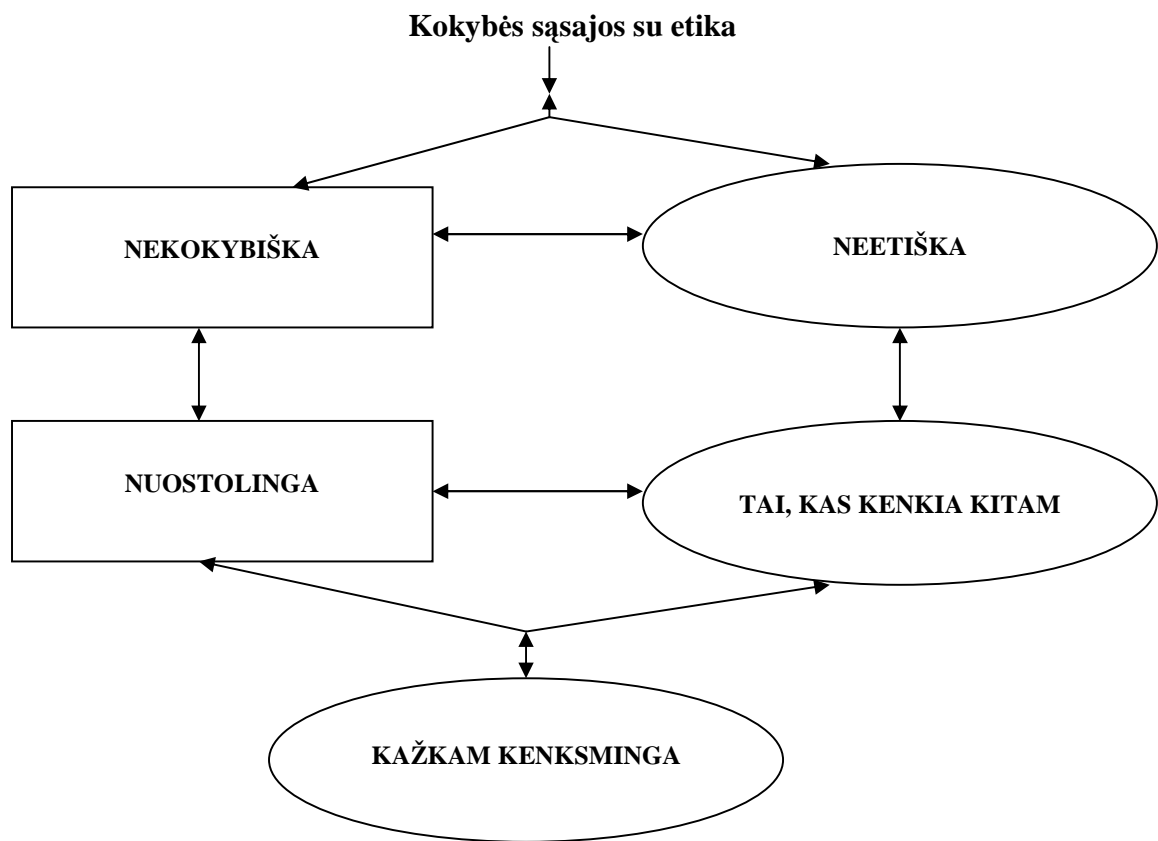 Kokybės sąsajos su etika
NEKOKYBIŠKA
NEETIŠKA
NUOSTOLINGA
TAI, KAS KENKIA KITAM
KAŽKAM KENKSMINGA